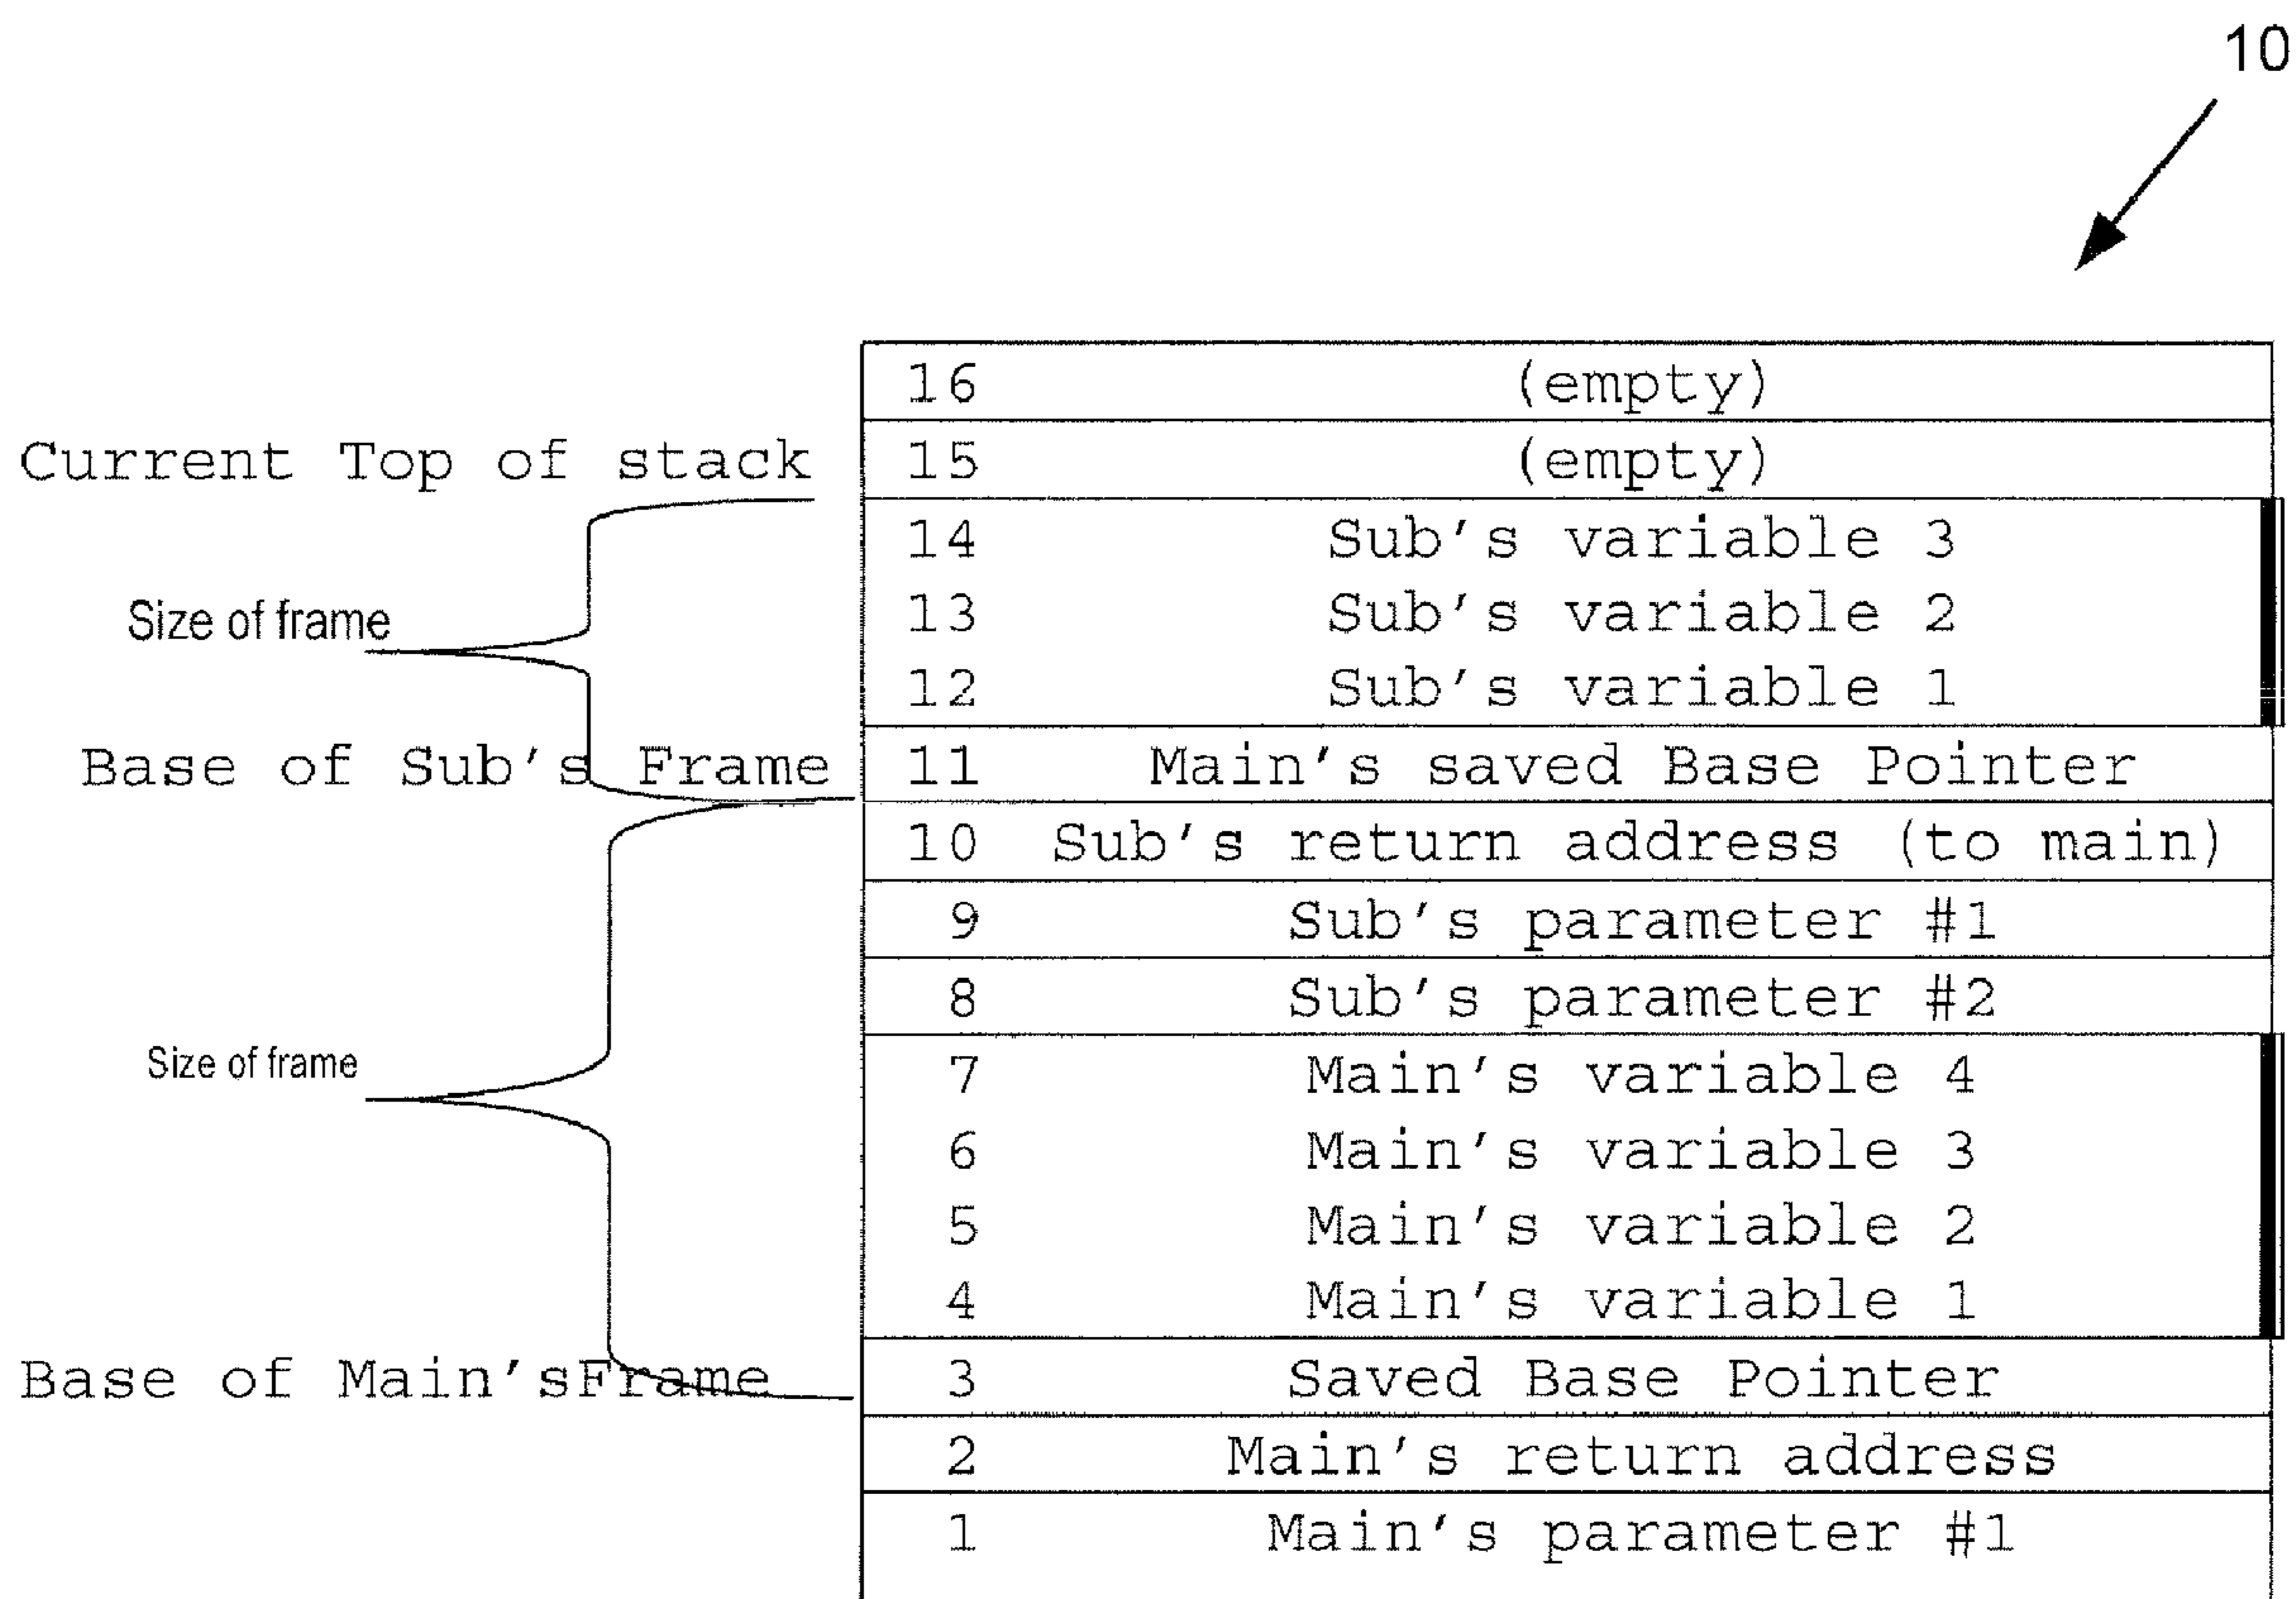 10
16 (empty)
Current Top of stack 15 (empty)
14 Sub's variable 3
Size of frame 13 Sub's variable 2
12 Sub's variable 1
Base of Sub's Frame 11 Main's saved Base Pointer
10 Sub's return address (to main)
9 Sub's parameter #1
8 Sub's parameter #2
Size of frame 7 Main's variable 4
6 Main's variable 3
5 Main's variable 2
4 Main's variable 1
Base of Main'sFrame 3 Saved Base Pointer
2 Main's return address
1 Main's parameter #1